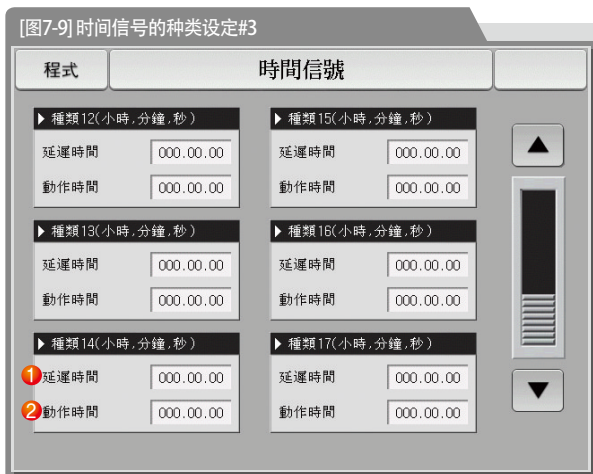 [图7-9] 时间信号的种类设定#3
程式
時間信號
▶ 種類12(小時,分鐘,秒)
延遲時間 000.00.00
動作時間 000.00.00
▶ 種類13(小時,分鐘,秒)
延遲時間 000.00.00
動作時間 000.00.00
▶ 種類14(小時,分鐘,秒)
1 延遲時間 000.00.00
2 動作時間 000.00.00
▶ 種類15(小時,分鐘,秒)
延遲時間 000.00.00
動作時間 000.00.00
▶ 種類16(小時,分鐘,秒)
延遲時間 000.00.00
動作時間 000.00.00
▶ 種類17(小時,分鐘,秒)
延遲時間 000.00.00
動作時間 000.00.00
▲
▼